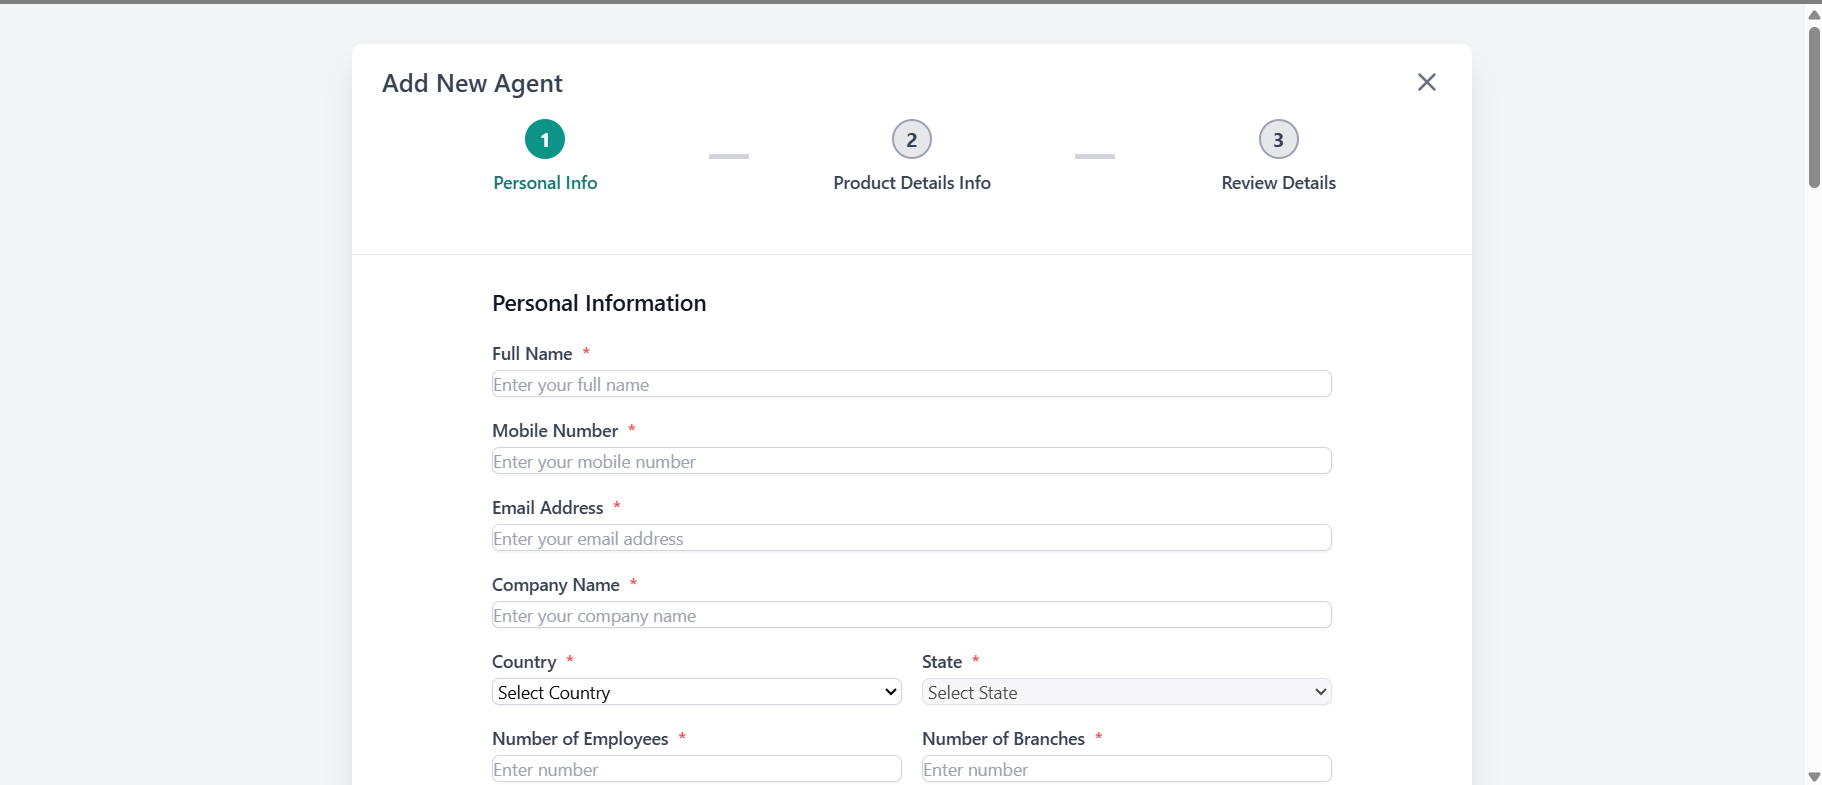 Add New Agent
1 2 3
Personal Info Product Details Info Review Details
Personal Information
Full Name *
Enter your full name
Mobile Number *
Enter your mobile number
Email Address *
Enter your email address
Company Name *
Enter your company name
Country * State *
Select Country Select State
Number of Employees * Number of Branches *
Enter number Enter number